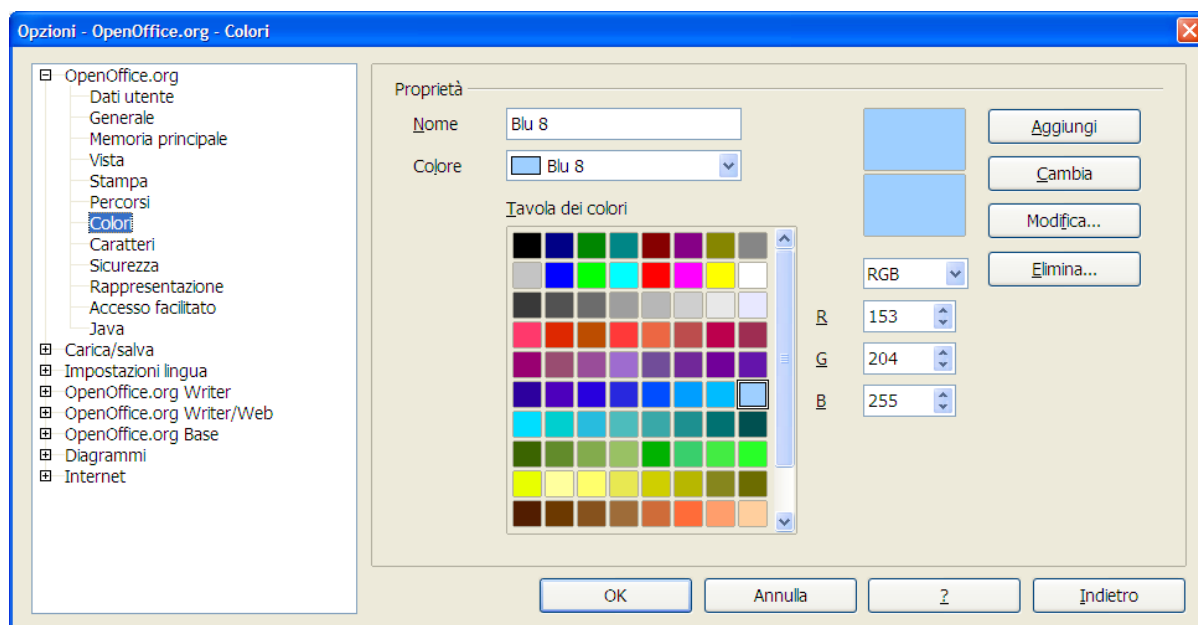 Opzioni - OpenOffice.org - Colori
OpenOffice.org
Dati utente
Generale
Memoria principale
Vista
Stampa
Percorsi
Colori
Caratteri
Sicurezza
Rappresentazione
Accesso facilitato
Java
Carica/salva
Impostazioni lingua
OpenOffice.org Writer
OpenOffice.org Writer/Web
OpenOffice.org Base
Diagrammi
Internet
Proprietà
Nome
Blu 8
Colore
Blu 8
Tavola dei colori
RGB
R
153
G
204
B
255
Aggiungi
Cambia
Modifica...
Elimina...
OK
Annulla
?
Indietro